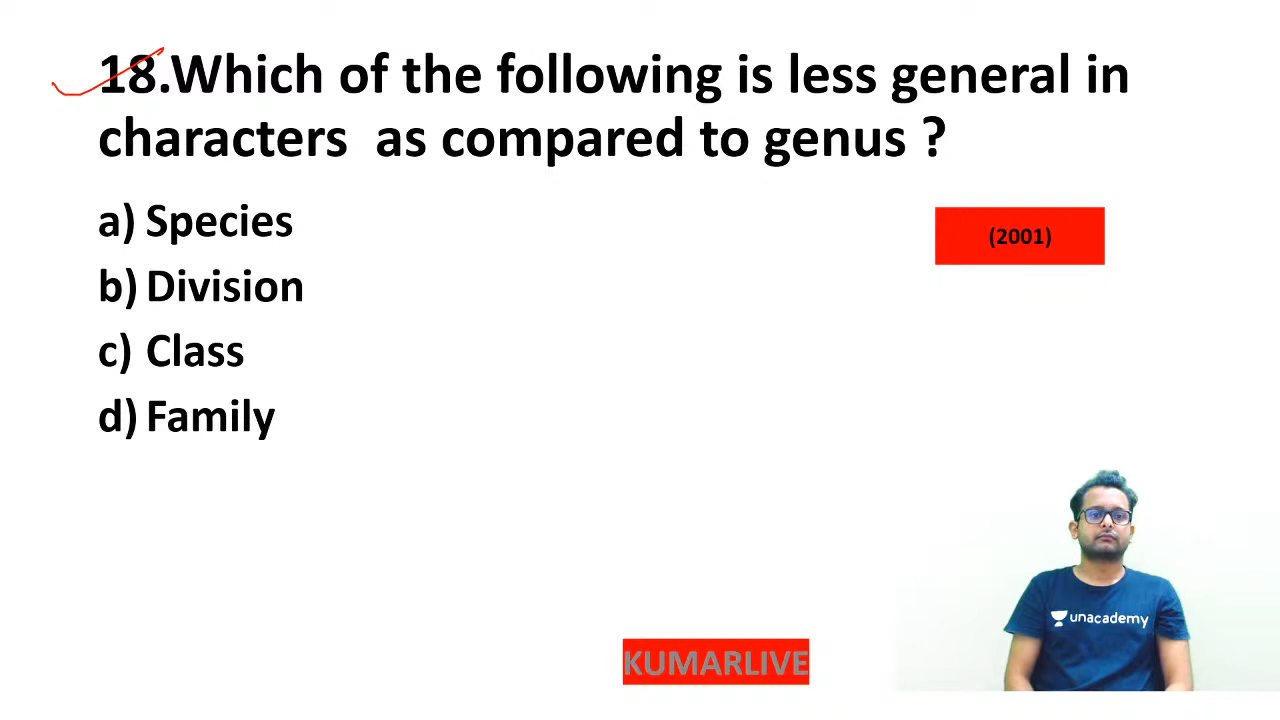 18.Which of the following is less general in
characters as compared to genus ?
a) Species
(2001)
b) Division
c) Class
d) Family
unacademy
KUMARLIVE